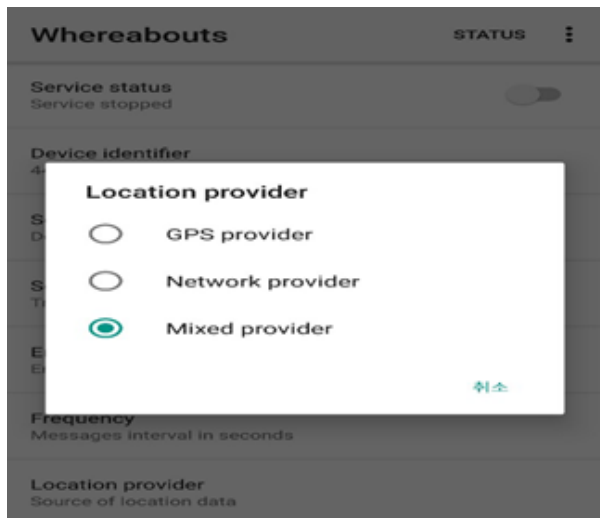 Whereabouts STATUS
Service status
Service stopped
Device identifier
Location provider
GPS provider
Network provider
Mixed provider
취소
Frequency
Messages interval in seconds
Location provider
Source of location data